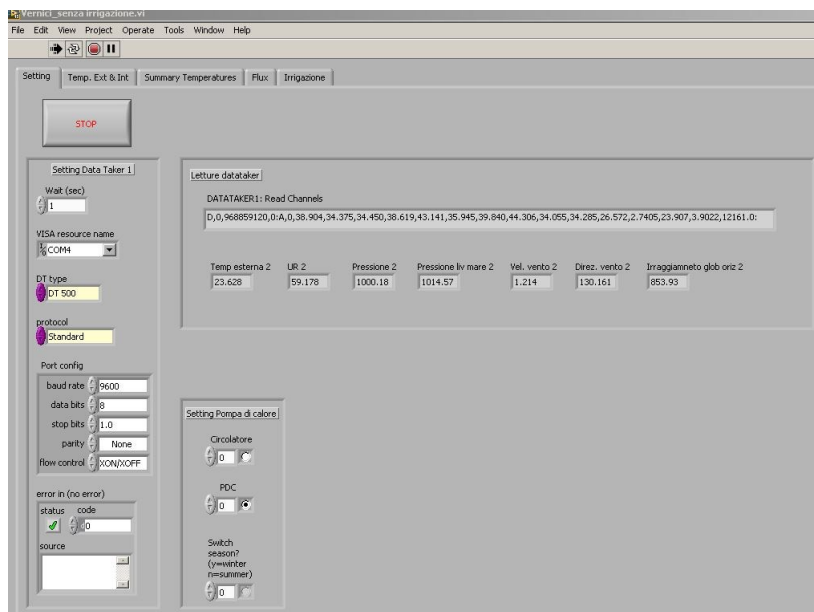 Vernici_senza irrigazione.vi
File Edit View Project Operate Tools Window Help
Setting Temp. Ext & Int Summary Temperatures Flux Irrigazione
STOP
Setting Data Taker 1
Wait (sec)
1
VISA resource name
COM4
DT type
DT 500
protocol
Standard
Port config
baud rate 9600
data bits 8
stop bits 1.0
parity None
flow control XON/XOFF
error in (no error)
status code
0
source
Letture datataker
DATATAKER1: Read Channels
D,0,968859120,0:A,0,38.904,34.375,34.450,38.619,43.141,35.945,39.840,44.306,34.055,34.285,26.572,2.7405,23.907,3.9022,12161.0:
Temp esterna 2 UR 2 Pressione 2 Pressione liv mare 2 Vel. vento 2 Direz. vento 2 Irraggiamneto glob oriz 2
23.628 59.178 1000.18 1014.57 1.214 130.161 853.93
Setting Pompa di calore
Circolatore
0
PDC
0
Switch
season?
(y=winter
n=summer)
0